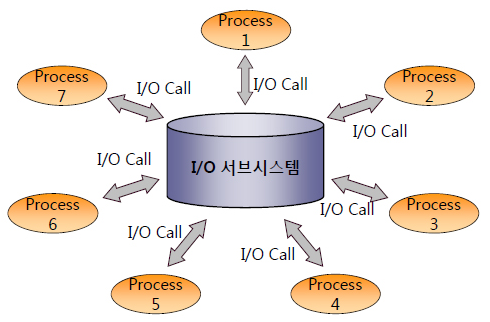 Process
1
I/O Call
Process
2
I/O Call
Process
3
I/O Call
Process
4
I/O Call
Process
5
I/O Call
Process
6
I/O Call
Process
7
I/O Call
I/O 서브시스템